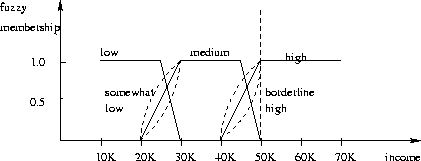 fuzzy
membership
low medium high
1.0
somewhat borderline
low high
0.5
10K 20K 30K 40K 50K 60K 70K income